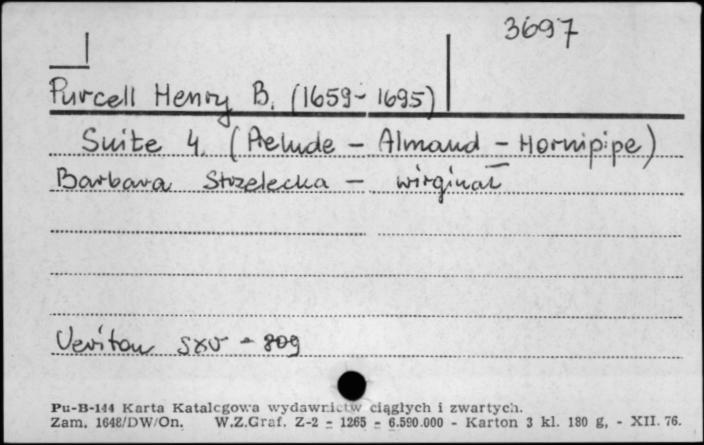 3697
Purcell Henry B. (1659-1695)
Suite 4. (Prelude - Almand - Hornpipe)
Barbara Strzelecka - wirginał
Veriton SXV - 809
Pu-B-144 Karta Katalogowa wydawnictw ciągłych i zwartych.
Zam. 1648/DW/On. W.Z.Graf. Z-2 - 1265 - 6.590.000 - Karton 3 kl. 180 g, - XII. 76.